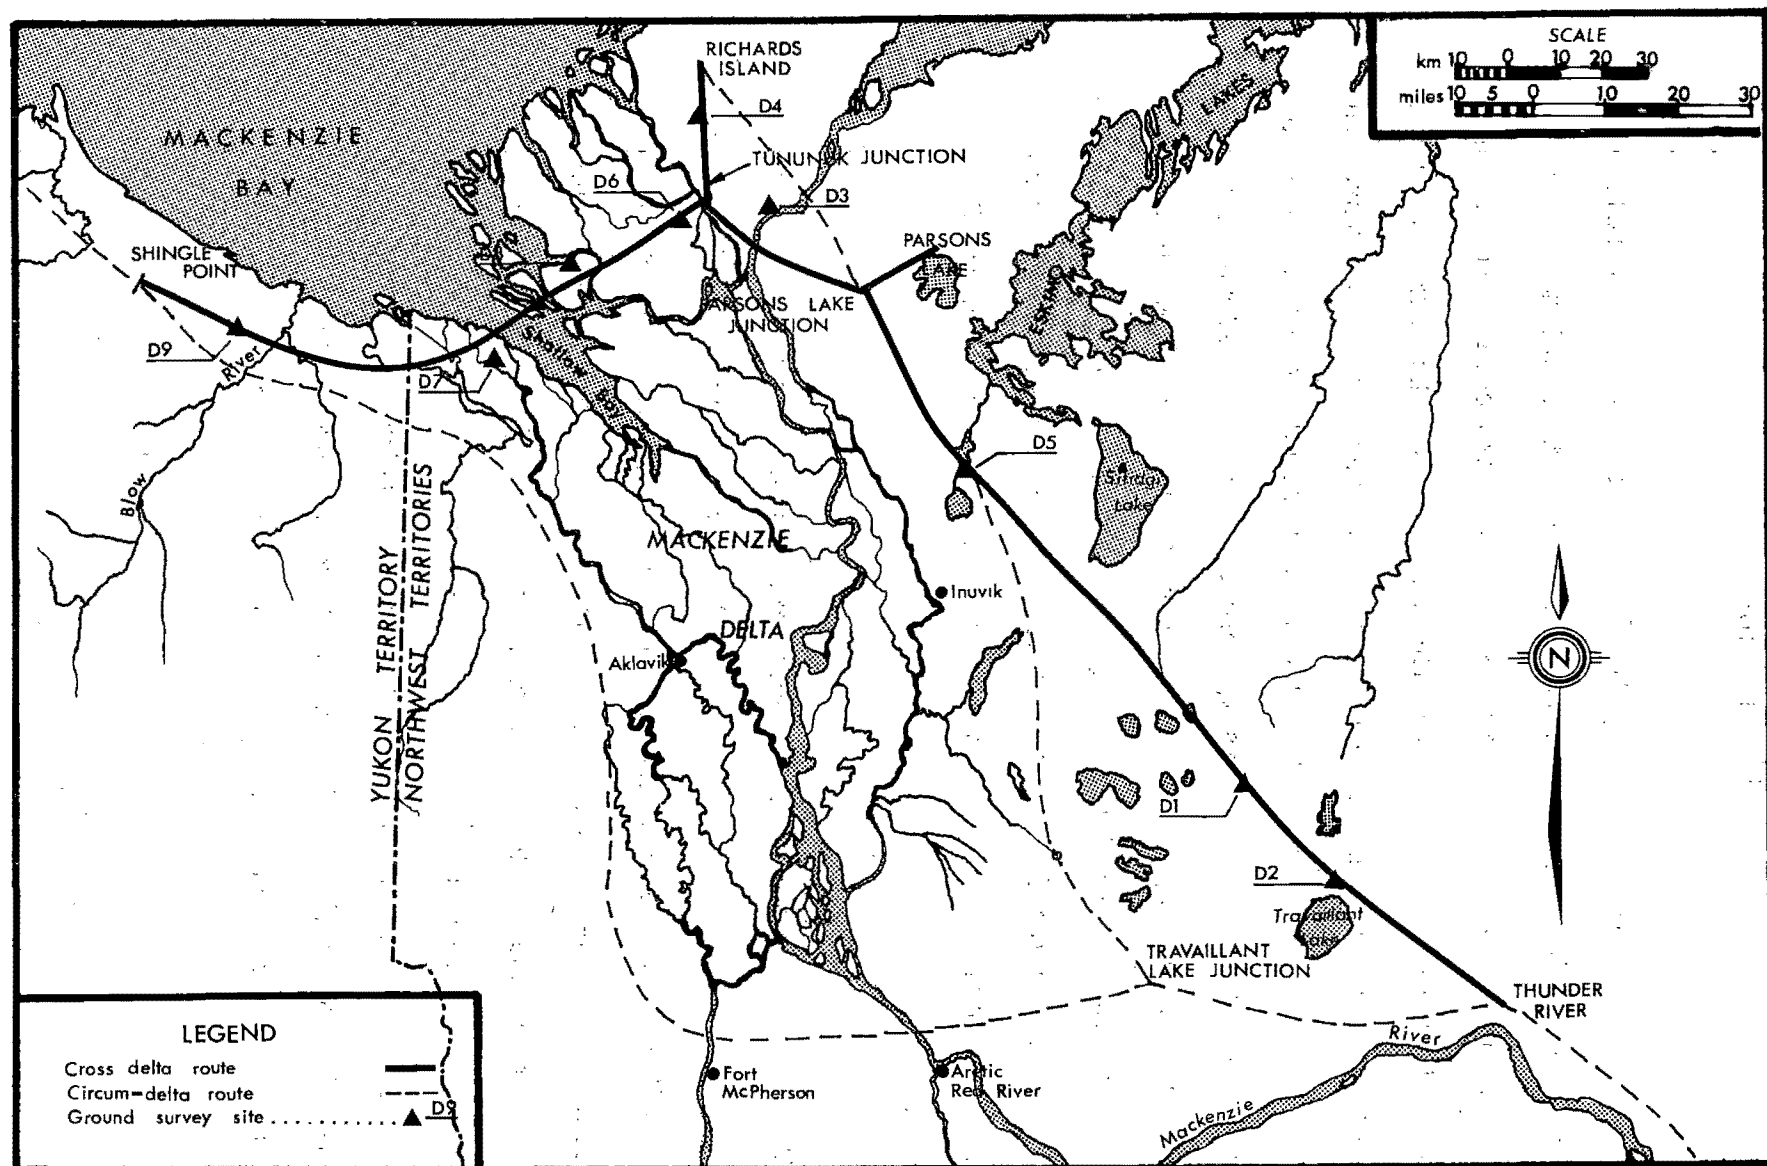 SCALE
km 10 0 10 20 30
miles 10 5 0 10 20 30
RICHARDS
ISLAND
D4
LAKES
MACKENZIE
BAY
TUNUNUK JUNCTION
D6
D3
SHINGLE
POINT
PARSONS
LAKE
PARSONS LAKE
JUNCTION
ESKIMO
Shallow
D9
River
D7
D5
Blow
Sitidgi
Lake
MACKENZIE
DELTA
Inuvik
Aklavik
YUKON TERRITORY
NORTHWEST TERRITORIES
N
D1
D2
Travaillant
Lake
TRAVAILLANT
LAKE JUNCTION
THUNDER
RIVER
River
Mackenzie
Fort
McPherson
Arctic
Red River
LEGEND
Cross delta route
Circum-delta route
Ground survey site . . . . . . . . . . D9